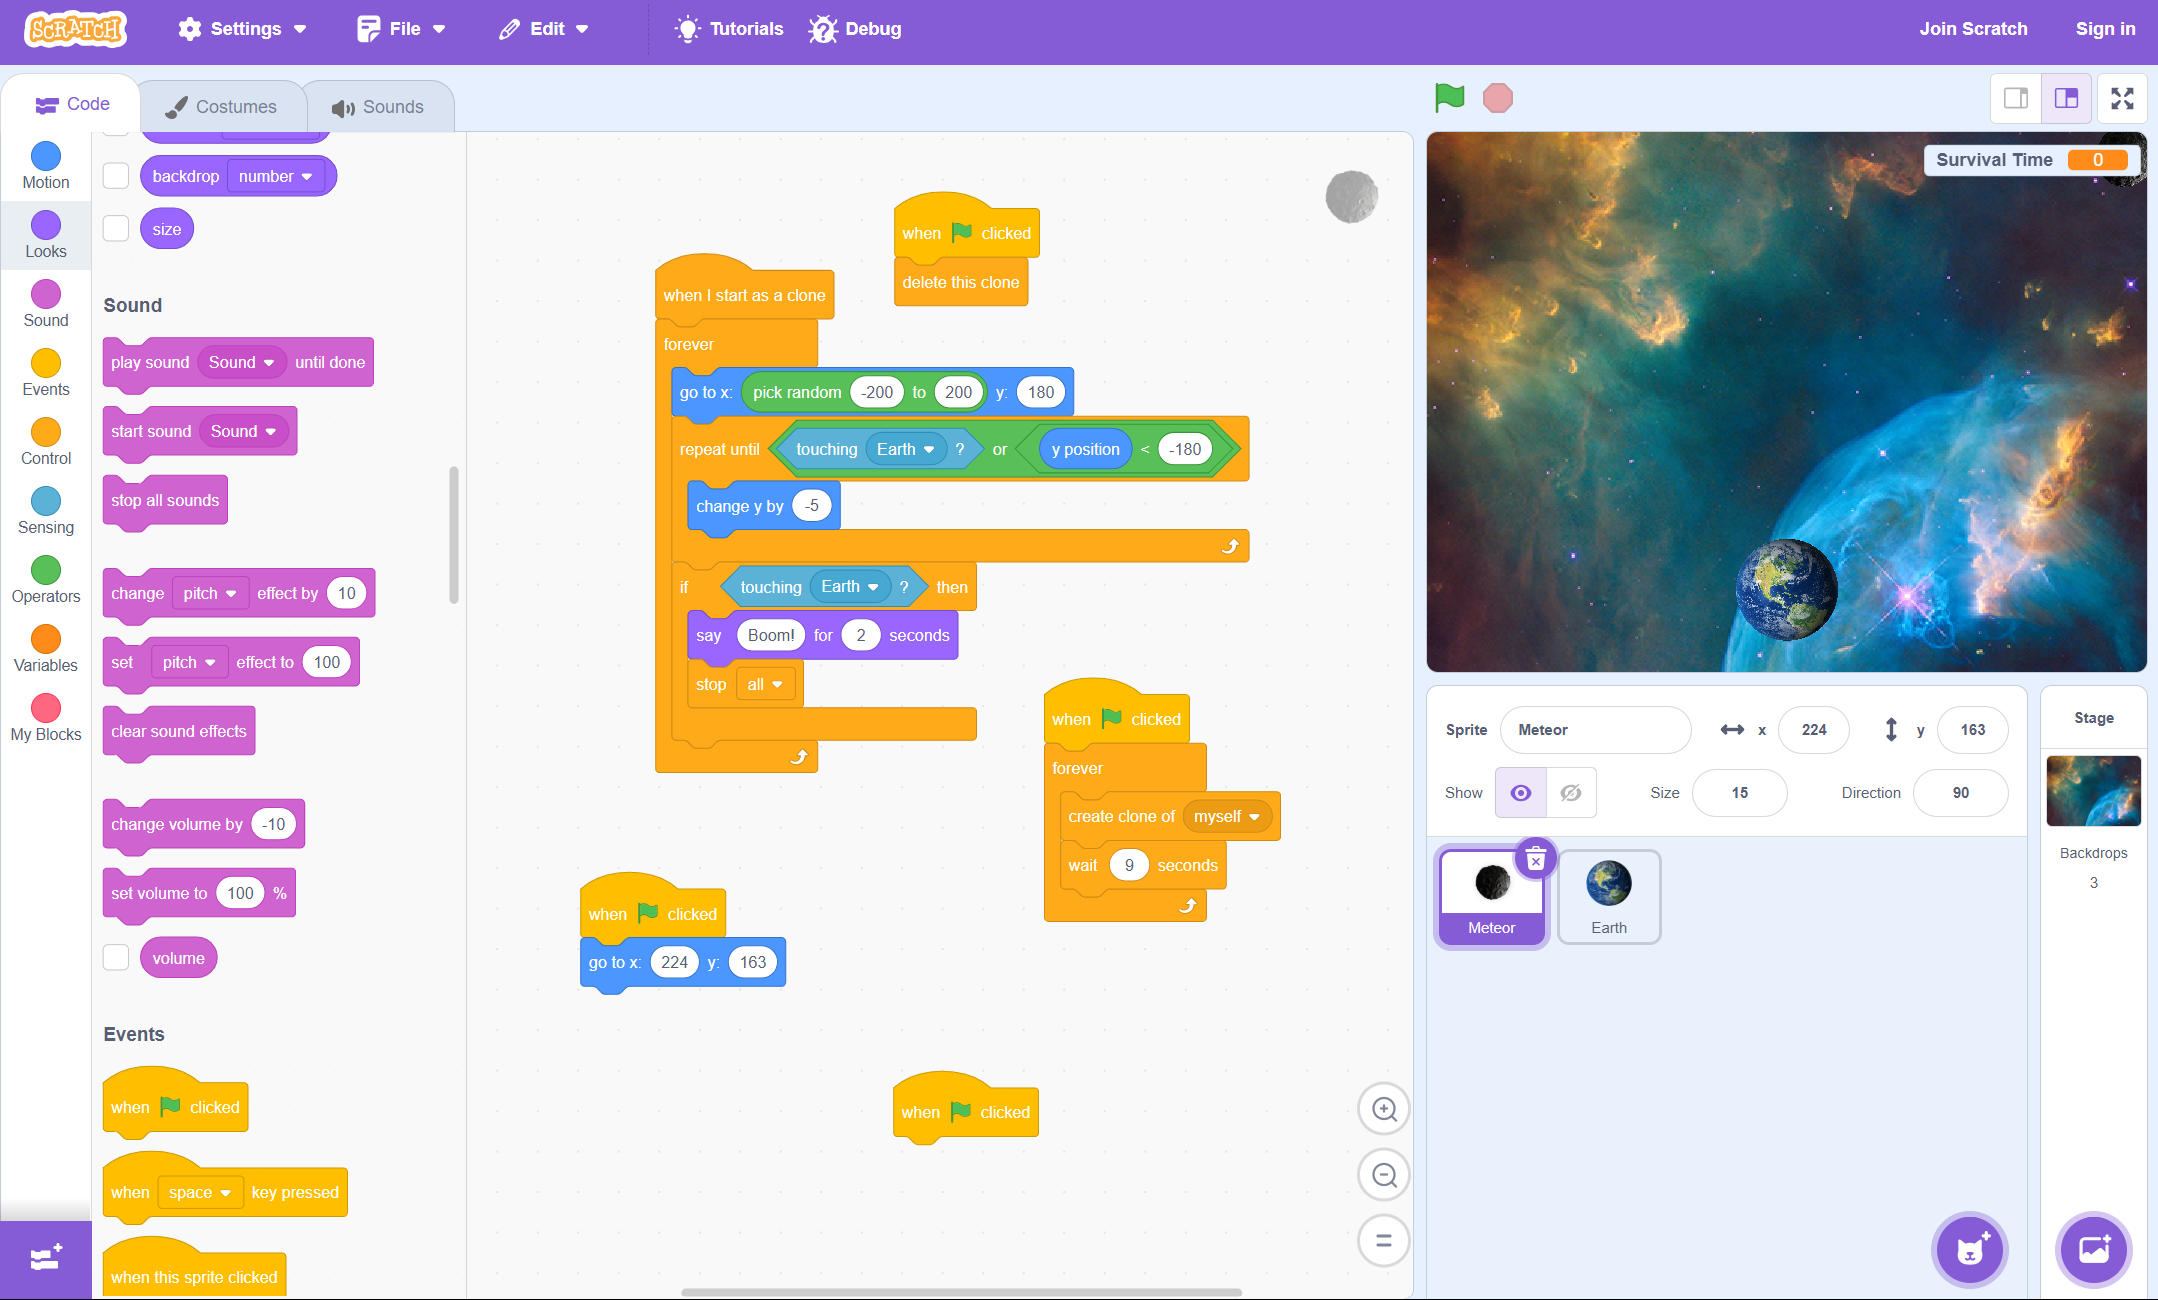 SCRATCH Settings File Edit Tutorials Debug Join Scratch Sign in
Code Costumes Sounds
Motion
Looks
Sound
Events
Control
Sensing
Operators
Variables
My Blocks
backdrop number
size
Sound
play sound Sound until done
start sound Sound
stop all sounds
change pitch effect by 10
set pitch effect to 100
clear sound effects
change volume by -10
set volume to 100 %
volume
Events
when clicked
when space key pressed
when this sprite clicked
when clicked
delete this clone
when I start as a clone
forever
go to x: pick random -200 to 200 y: 180
repeat until touching Earth ? or y position < -180
change y by -5
if touching Earth ? then
say Boom! for 2 seconds
stop all
when clicked
forever
create clone of myself
wait 9 seconds
when clicked
go to x: 224 y: 163
when clicked
Survival Time 0
Sprite Meteor x 224 y 163
Show Size 15 Direction 90
Meteor
Earth
Stage
Backdrops
3